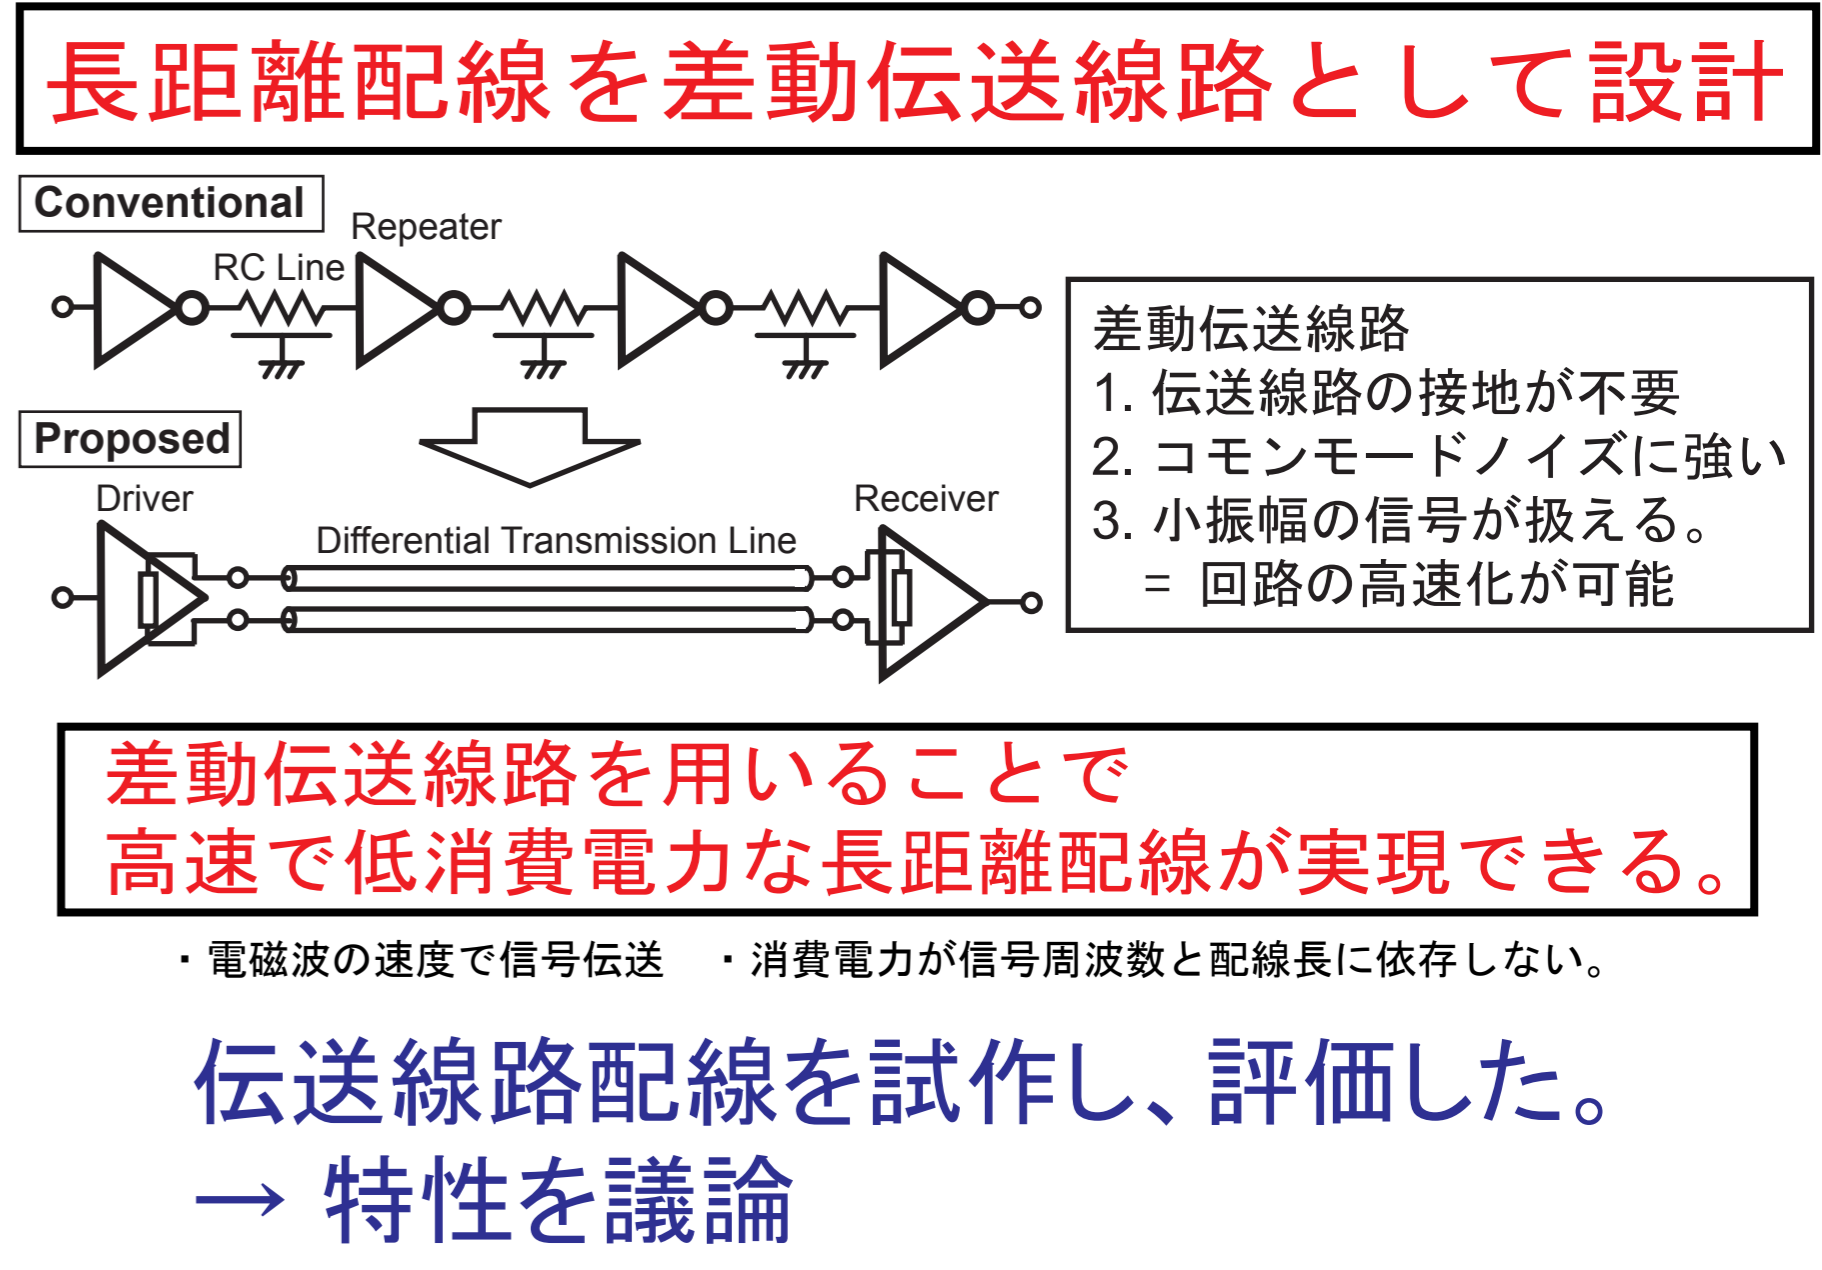 長距離配線を差動伝送線路として設計
Conventional
Repeater
RC Line
Proposed
Driver
Receiver
Differential Transmission Line
差動伝送線路
1. 伝送線路の接地が不要
2. コモンモードノイズに強い
3. 小振幅の信号が扱える。
= 回路の高速化が可能
差動伝送線路を用いることで
高速で低消費電力な長距離配線が実現できる。
・電磁波の速度で信号伝送 ・消費電力が信号周波数と配線長に依存しない。
伝送線路配線を試作し、評価した。
→ 特性を議論